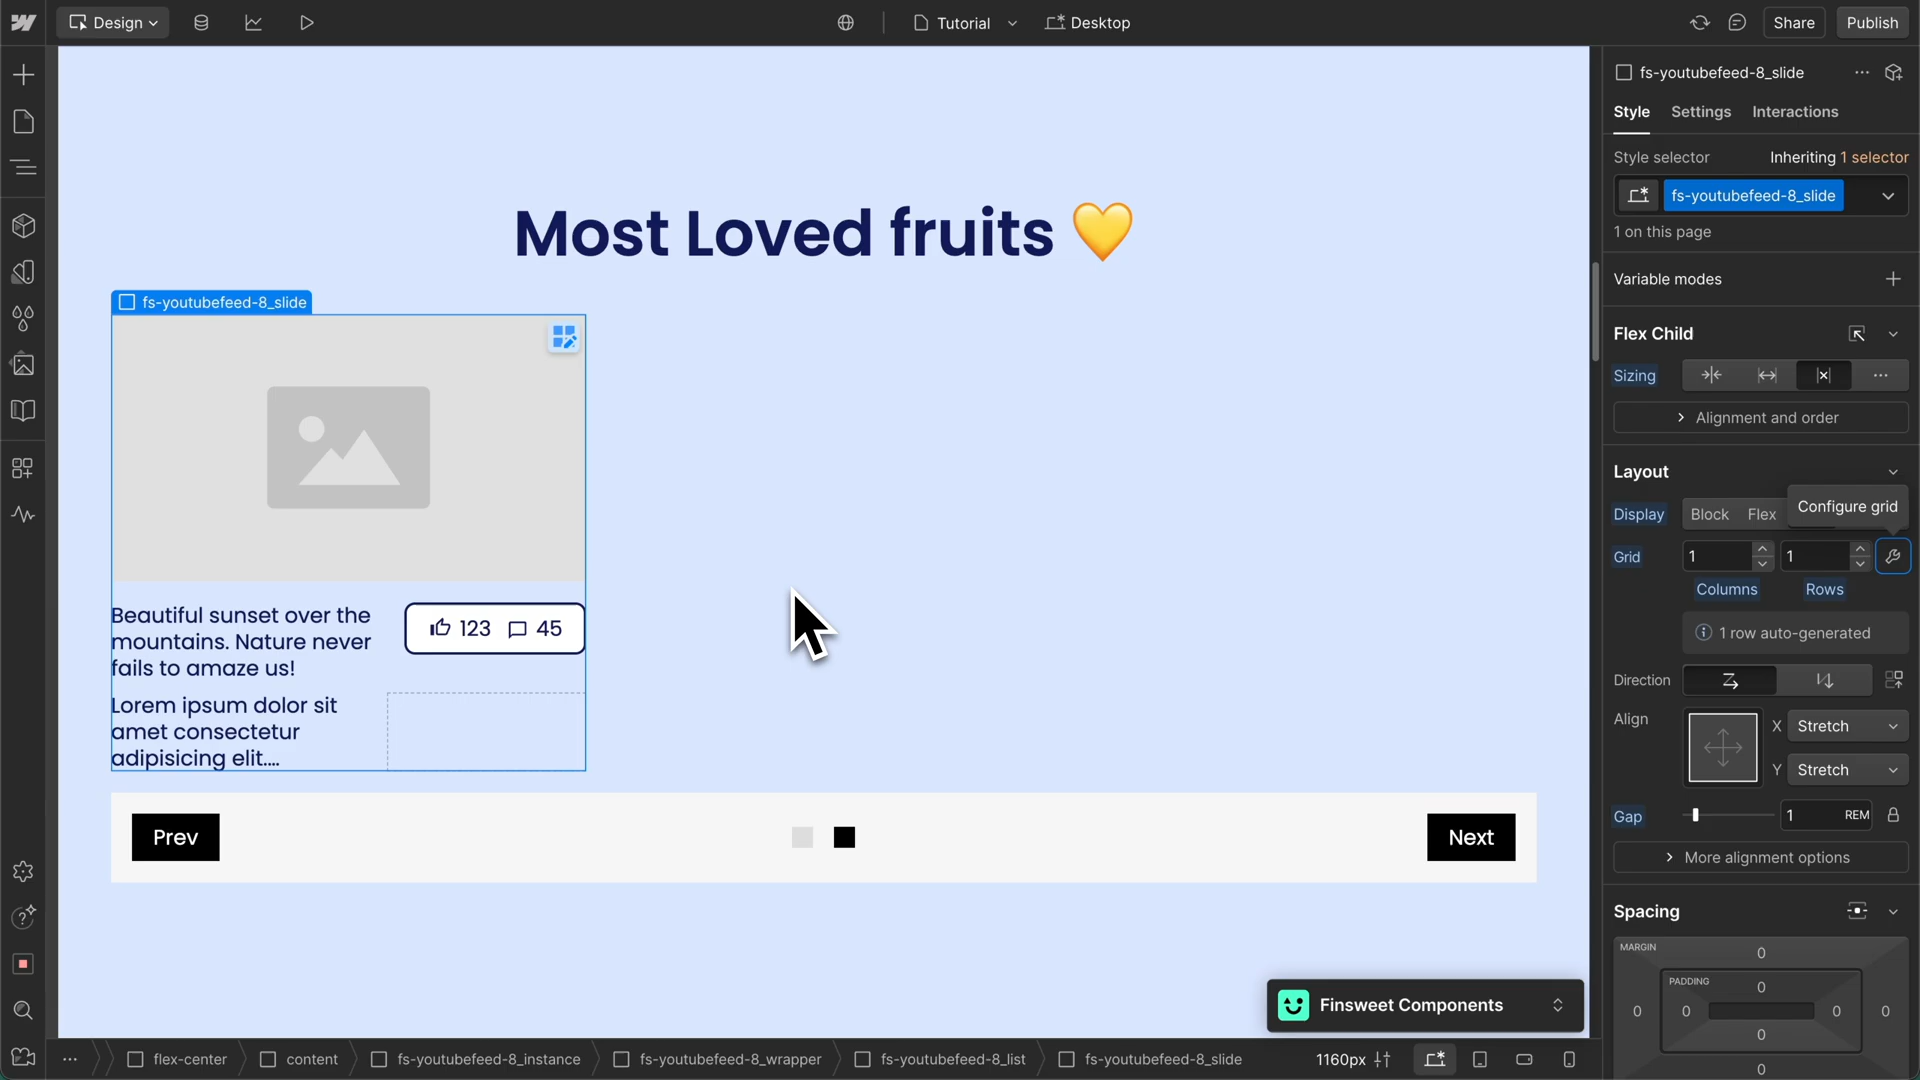 Design
Tutorial
Desktop
Share
Publish
fs-youtubefeed-8_slide
Style
Settings
Interactions
Style selector
Inheriting 1 selector
fs-youtubefeed-8_slide
1 on this page
Variable modes
Flex Child
Sizing
Alignment and order
Layout
Configure grid
Display
Block
Flex
Grid
1
1
Columns
Rows
1 row auto-generated
Direction
Align
X
Stretch
Y
Stretch
Gap
1
REM
More alignment options
Spacing
MARGIN
0
PADDING
0
0
0
0
0
0
0
Most Loved fruits 💛
fs-youtubefeed-8_slide
Beautiful sunset over the
mountains. Nature never
fails to amaze us!
123
45
Lorem ipsum dolor sit
amet consectetur
adipisicing elit....
Prev
Next
Finsweet Components
flex-center
content
fs-youtubefeed-8_instance
fs-youtubefeed-8_wrapper
fs-youtubefeed-8_list
fs-youtubefeed-8_slide
1160px